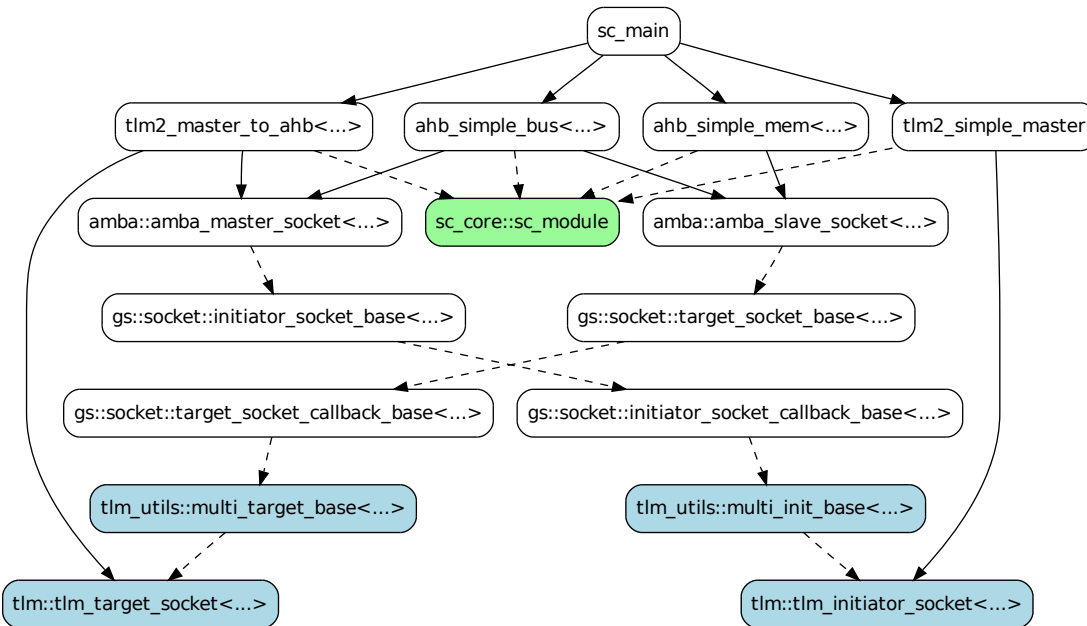 sc_main
tlm2_master_to_ahb<...>
ahb_simple_bus<...>
ahb_simple_mem<...>
tlm2_simple_master
amba::amba_master_socket<...>
sc_core::sc_module
amba::amba_slave_socket<...>
gs::socket::initiator_socket_base<...>
gs::socket::target_socket_base<...>
gs::socket::target_socket_callback_base<...>
gs::socket::initiator_socket_callback_base<...>
tlm_utils::multi_target_base<...>
tlm_utils::multi_init_base<...>
tlm::tlm_target_socket<...>
tlm::tlm_initiator_socket<...>